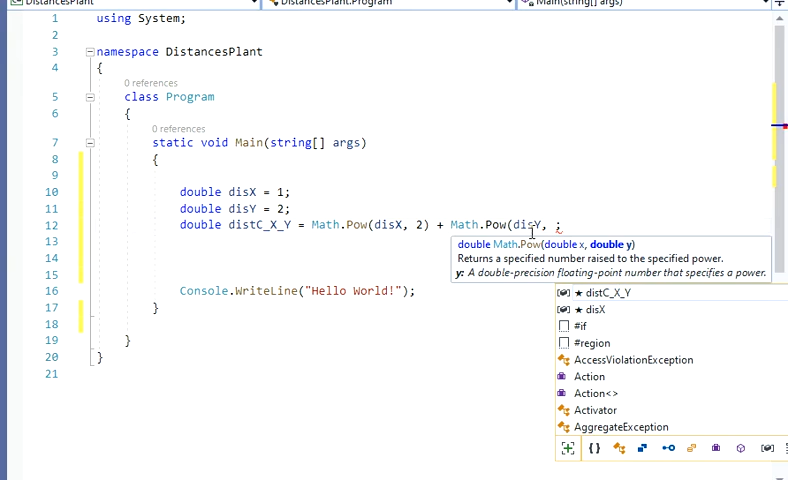 DistancesPlant
DistancesPlant.Program
Main(string[] args)
1 using System;
2
3 namespace DistancesPlant
4 {
0 references
5 class Program
6 {
0 references
7 static void Main(string[] args)
8 {
9
10 double disX = 1;
11 double disY = 2;
12 double distC_X_Y = Math.Pow(disX, 2) + Math.Pow(disY, ;
13
double Math.Pow(double x, double y)
14
Returns a specified number raised to the specified power.
15
y: A double-precision floating-point number that specifies a power.
16 Console.WriteLine("Hello World!");
★ distC_X_Y
17 }
★ disX
18
#if
19 }
#region
20 }
AccessViolationException
21
Action
Action<>
Activator
AggregateException